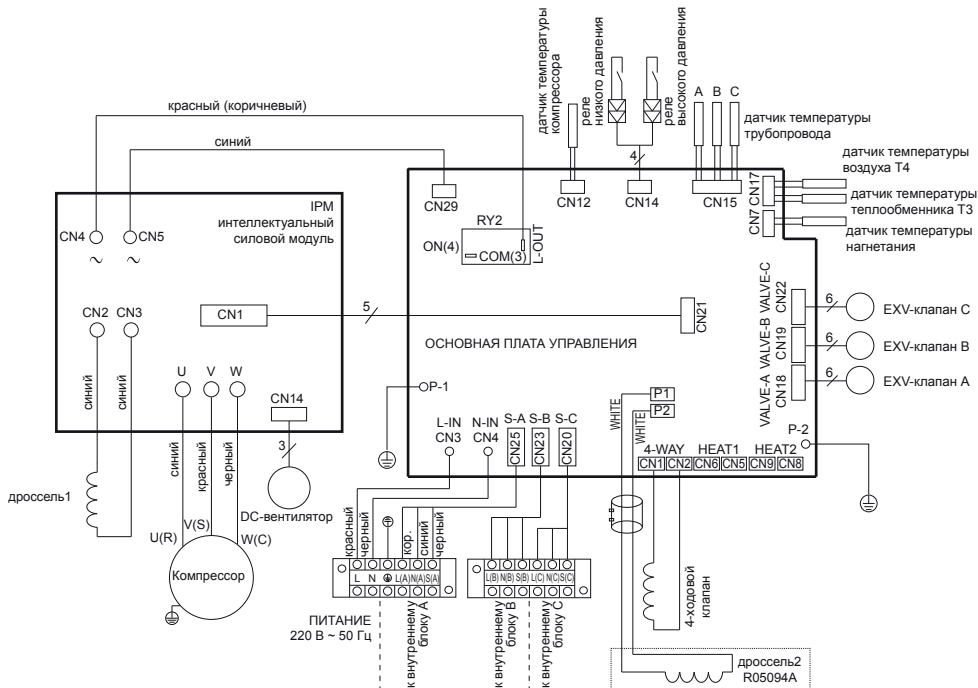 красный (коричневый)
синий
датчик температуры
компрессора
реле
низкого давления
реле
высокого давления
A B C
датчик температуры
трубопровода
датчик температуры
воздуха T4
датчик температуры
теплообменника T3
датчик температуры
нагнетания
4
CN29
CN12
CN14
CN15
CN17
CN7
IPM
интеллектуальный
силовой модуль
CN4
CN5
~
~
CN2
CN3
CN1
5
CN21
RY2
ON(4)
COM(3)
L-OUT
ОСНОВНАЯ ПЛАТА УПРАВЛЕНИЯ
VALVE-A VALVE-B VALVE-C
CN22
CN19
CN18
6
6
6
EXV-клапан C
EXV-клапан B
EXV-клапан A
U V W
CN14
3
DC-вентилятор
синий
синий
дроссель1
синий
красный
черный
U(R)
V(S)
W(C)
Компрессор
P-1
L-IN
CN3
N-IN
CN4
S-A S-B S-C
CN25
CN23
CN20
WHITE
WHITE
P1
P2
P-2
4-WAY HEAT1 HEAT2
CN1 CN2 CN6 CN5 CN9 CN8
красный
черный
кор.
синий
черный
L N L(A) N(A) S(A)
L(B) N(B) S(B) L(C) N(C) S(C)
ПИТАНИЕ
220 В ~ 50 Гц
к внутреннему
блоку A
к внутреннему
блоку B
к внутреннему
блоку C
4-ходовой
клапан
дроссель2
R05094A